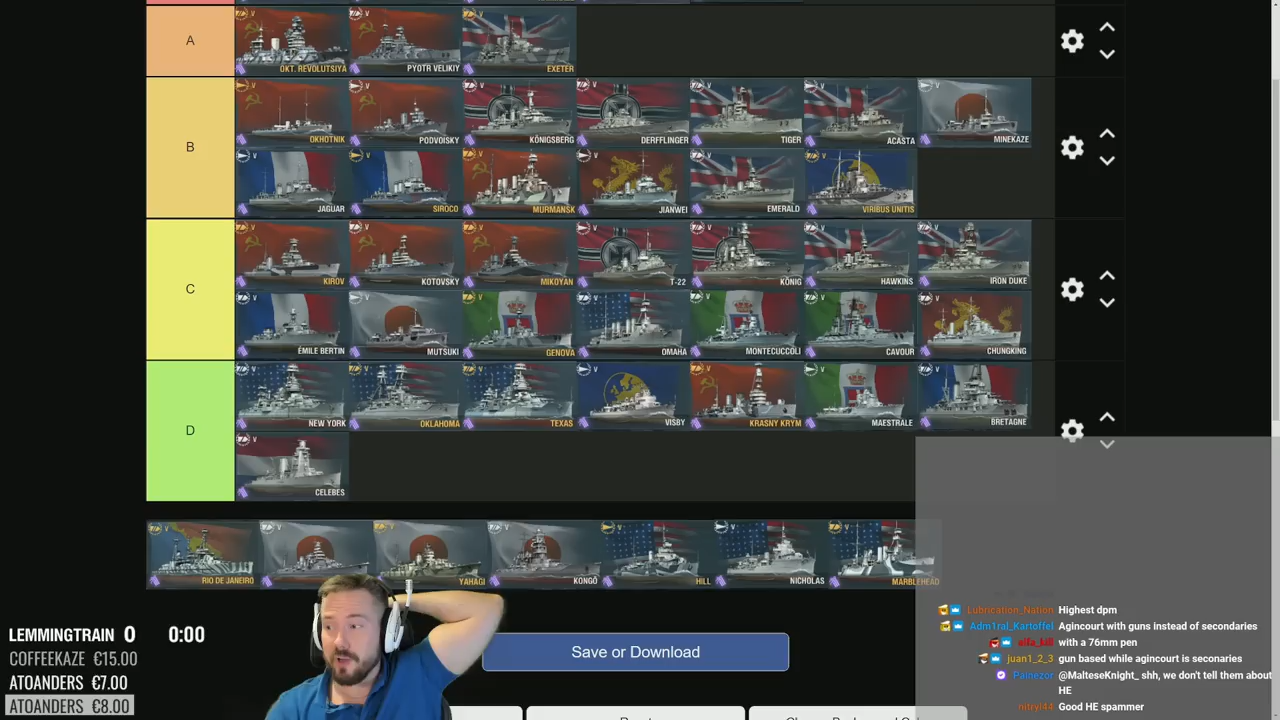 A
OKT. REVOLUTSIYA PYOTR VELIKIY EXETER
B
V V V V V V V
OKHOTNIK PODVOISKY KÖNIGSBERG DERFFLINGER TIGER ACASTA MINEKAZE
V V V V V V
JAGUAR SIROCO MURMANSK JIANWEI EMERALD VIRIBUS UNITIS
C
V V V V V V V
KIROV KOTOVSKY MIKOYAN T-22 KÖNIG HAWKINS IRON DUKE
V V V V V V V
ÉMILE BERTIN MUTSUKI GENOVA OMAHA MONTECUCCOLI CAVOUR CHUNGKING
D
V V V V V V V
NEW YORK OKLAHOMA TEXAS VISBY KRASNY KRYM MAESTRALE BRETAGNE
V
CELEBES
V V V V V V V
RIO DE JANEIRO YAHAGI KONGŌ HILL NICHOLAS MARBLEHEAD
LEMMINGTRAIN 0 0:00
COFFEEKAZE €15.00
ATOANDERS €7.00
ATOANDERS €8.00
Save or Download
Lubrication_Nation Highest dpm
Adm1ral_Kartoffel Agincourt with guns instead of secondaries
with a 76mm pen
juan1_2_3 gun based while agincourt is seconaries
Painezor @MalteseKnight_ shh, we don't tell them about
HE
nitryl44 Good HE spammer